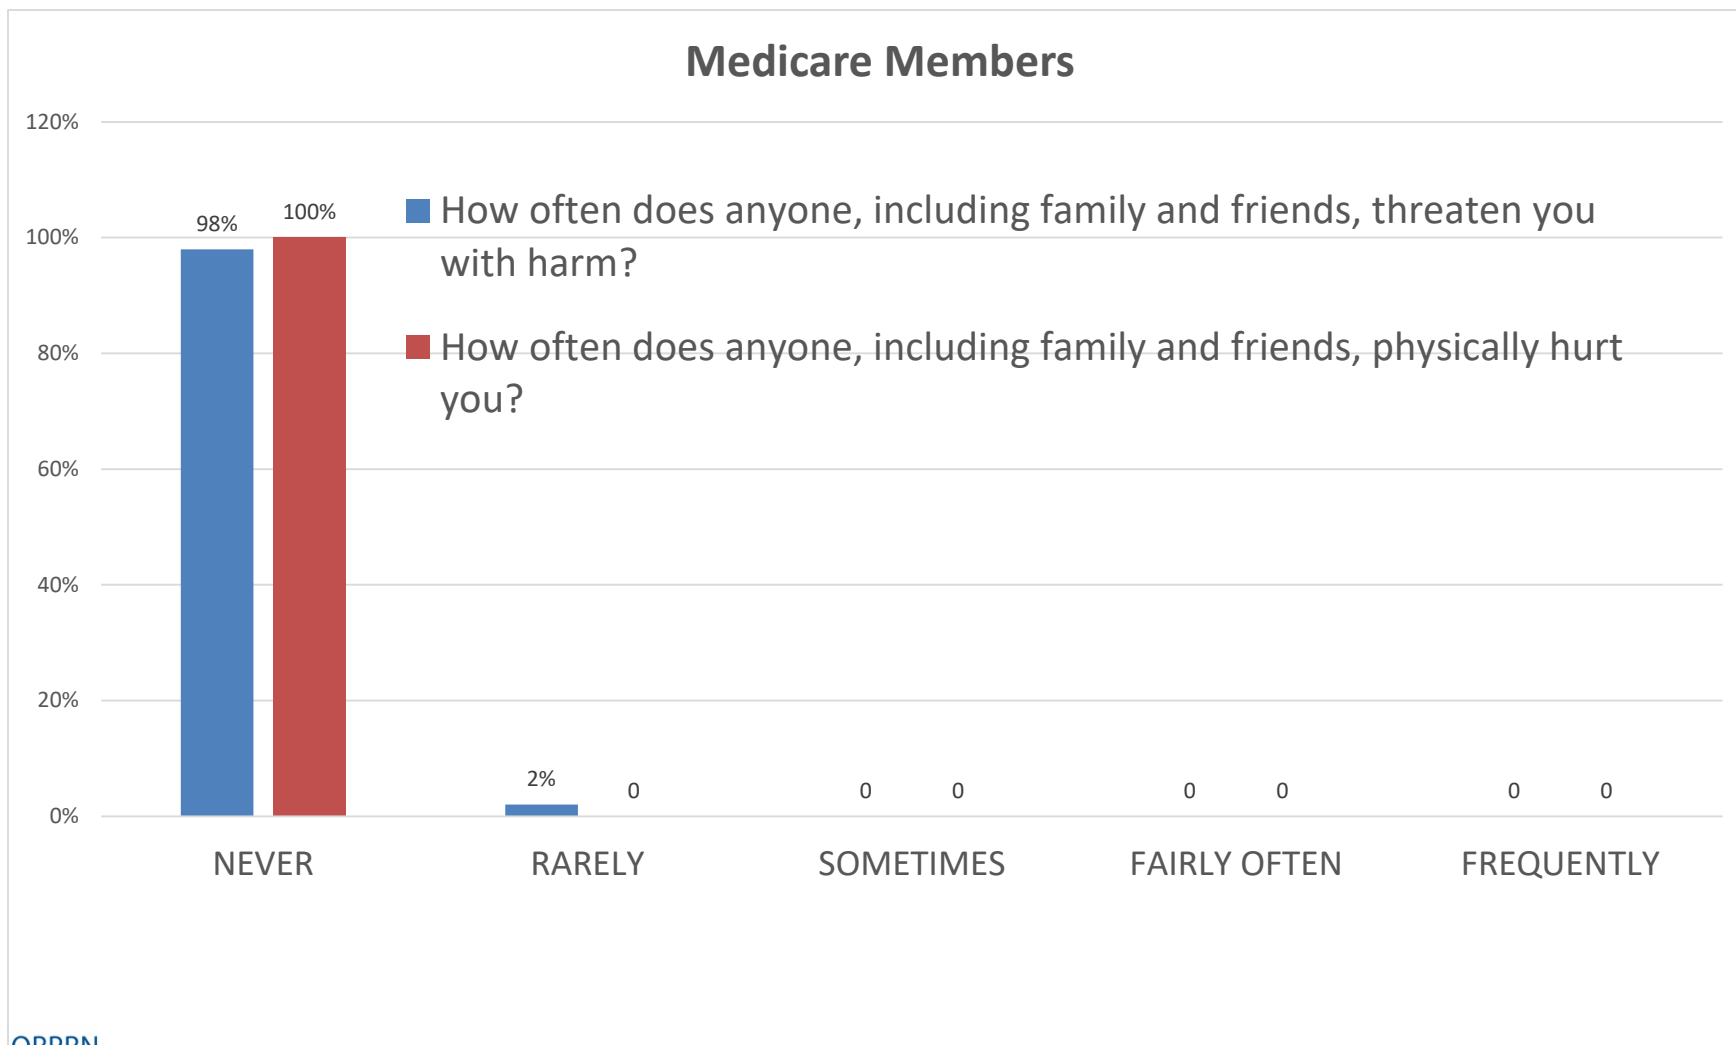 Medicare Members
120%
100%
80%
60%
40%
20%
0%
98%
100%
2%
0
0
0
0
0
0
0
How often does anyone, including family and friends, threaten you
with harm?
How often does anyone, including family and friends, physically hurt
you?
NEVER
RARELY
SOMETIMES
FAIRLY OFTEN
FREQUENTLY
ORPRN